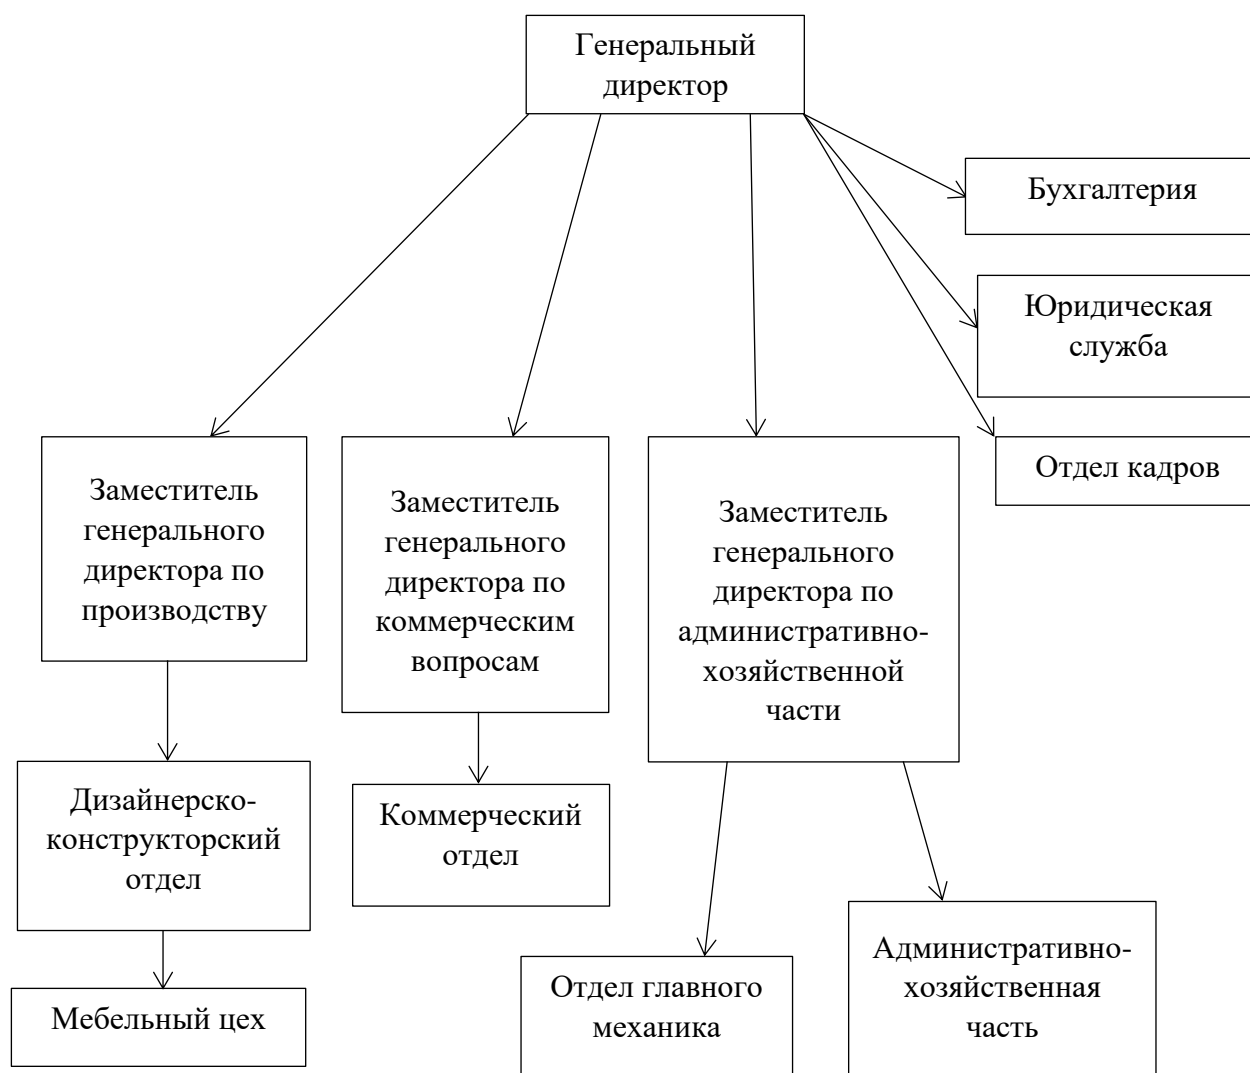 Генеральный
директор
Бухгалтерия
Юридическая
служба
Отдел кадров
Заместитель
генерального
директора по
производству
Заместитель
генерального
директора по
коммерческим
вопросам
Заместитель
генерального
директора по
административно-
хозяйственной
части
Дизайнерско-
конструкторский
отдел
Коммерческий
отдел
Мебельный цех
Отдел главного
механика
Административно-
хозяйственная
часть